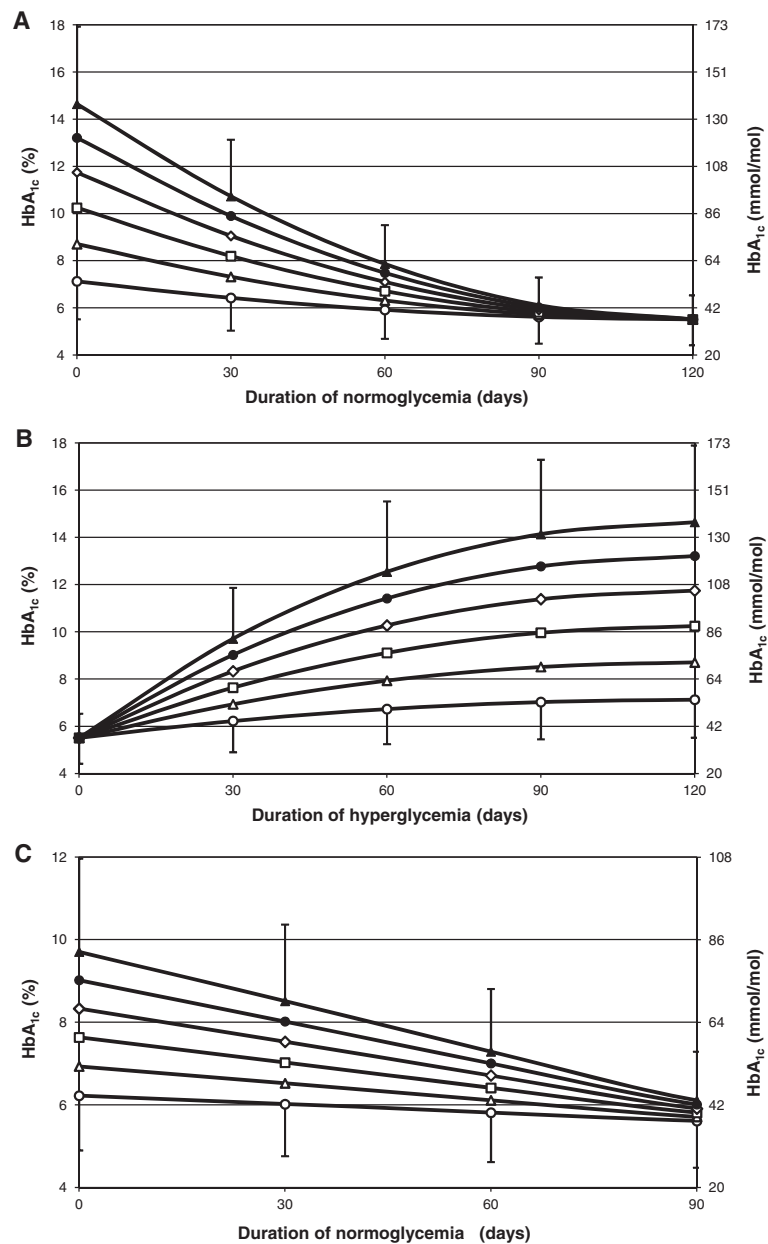 A
18 173
16 151
14 130
12 108
10 86
8 64
6 42
4 20
HbA1c (%)
HbA1c (mmol/mol)
0 30 60 90 120
Duration of normoglycemia (days)
B
18 173
16 151
14 130
12 108
10 86
8 64
6 42
4 20
HbA1c (%)
HbA1c (mmol/mol)
0 30 60 90 120
Duration of hyperglycemia (days)
C
12 108
10 86
8 64
6 42
4 20
HbA1c (%)
HbA1c (mmol/mol)
0 30 60 90
Duration of normoglycemia (days)